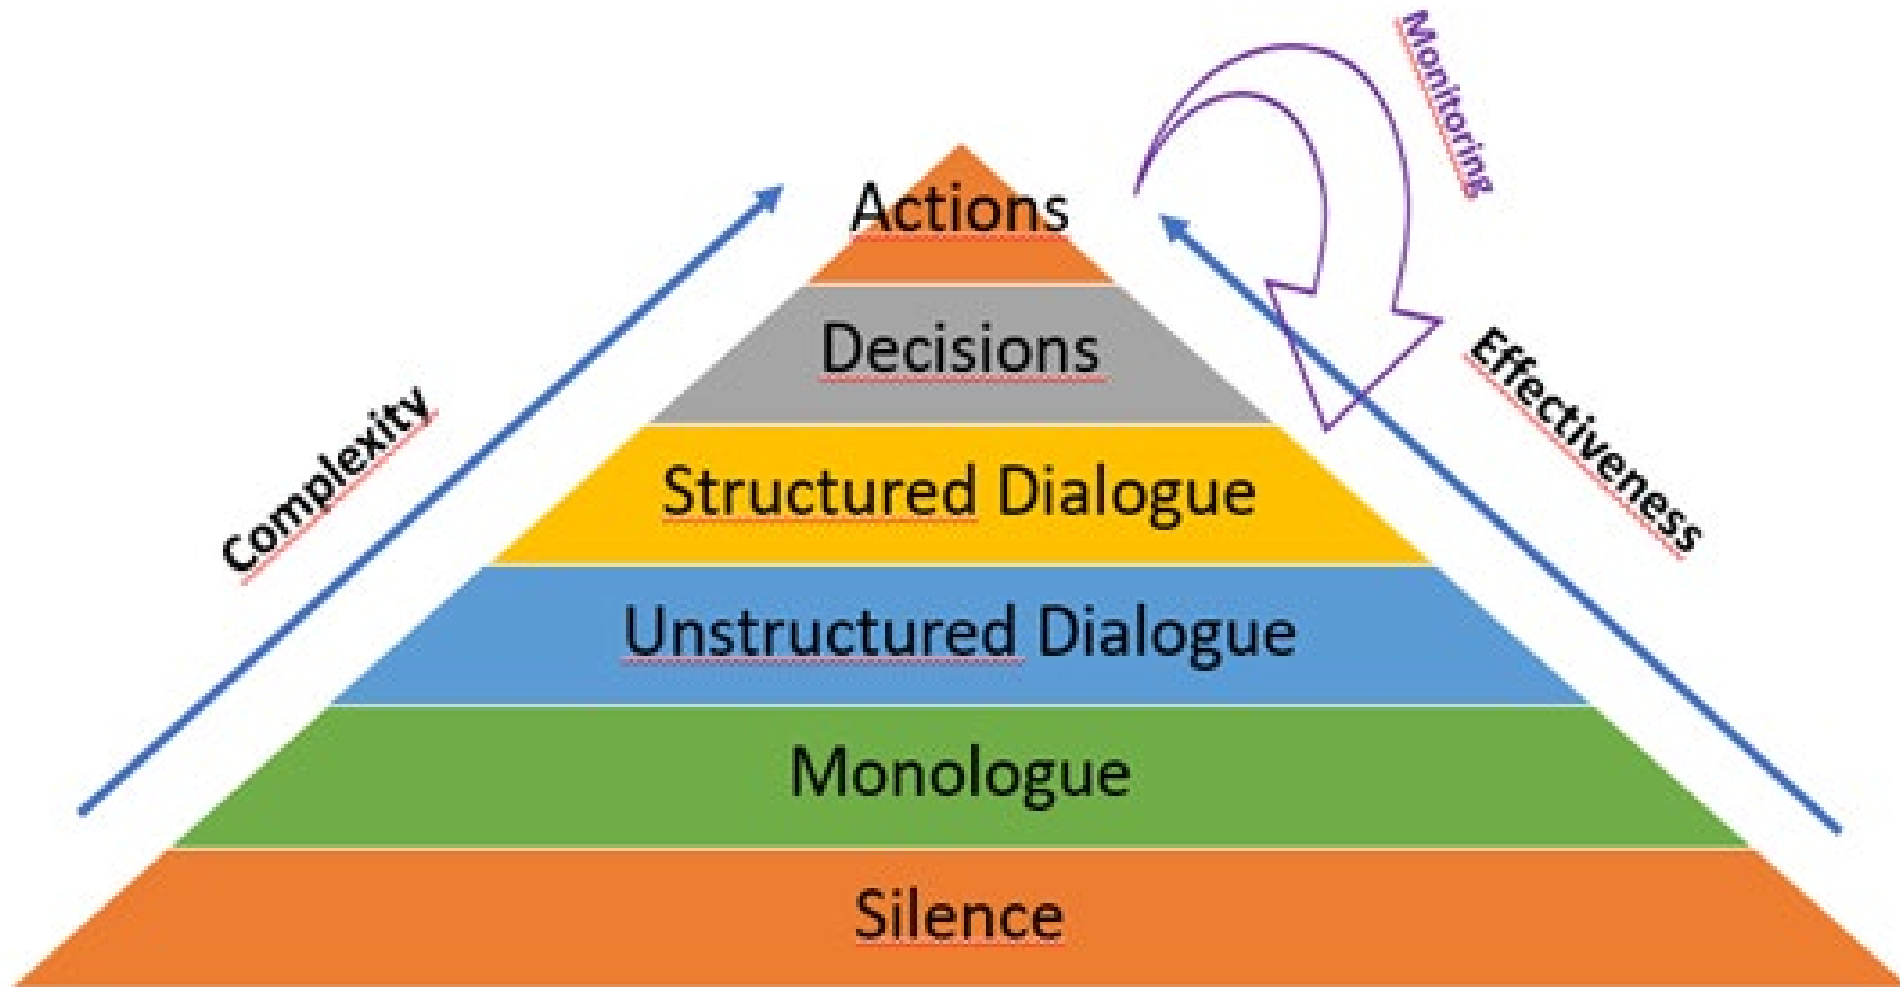 Monitoring
Actions
Decisions
Complexity
Effectiveness
Structured Dialogue
Unstructured Dialogue
Monologue
Silence